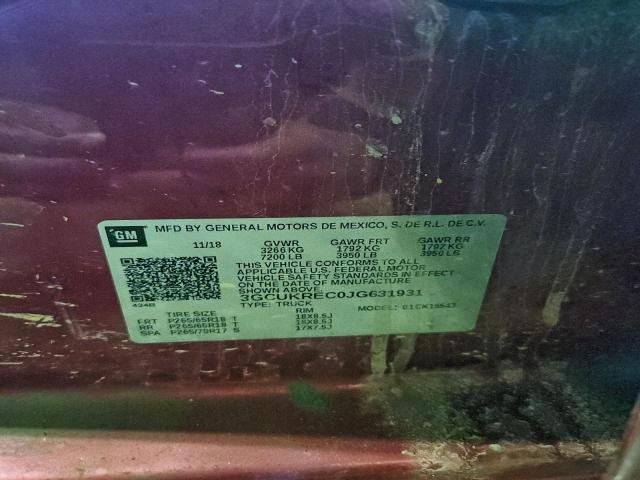 GM MFD BY GENERAL MOTORS DE MEXICO, S. DE R.L. DE C.V.
11/18 GVWR GAWR FRT GAWR RR
3266 KG 1792 KG 1792 KG
7200 LB 3950 LB 3950 LB
THIS VEHICLE CONFORMS TO ALL
APPLICABLE U.S. FEDERAL MOTOR
VEHICLE SAFETY STANDARDS IN EFFECT
ON THE DATE OF MANUFACTURE
SHOWN ABOVE.
3GCUKREC0JG631931
TYPE: TRUCK MODEL:
TIRE SIZE RIM
FRT P265/65R18 T 18X8.5J
RR P265/65R18 T 18X8.5J
SPA P265/70R17 S 17X7.5J